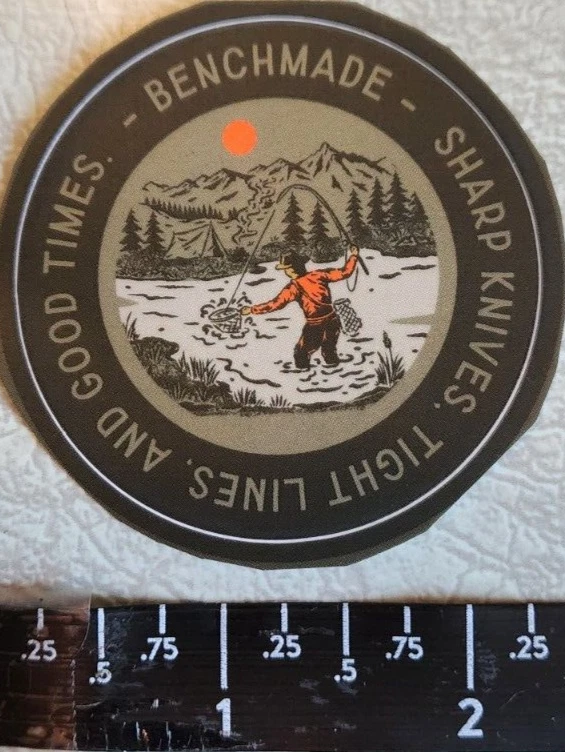 - BENCHMADE -
SHARP KNIVES. TIGHT LINES. AND GOOD TIMES.
.25 .5 .75 1 .25 .5 .75 2 .25